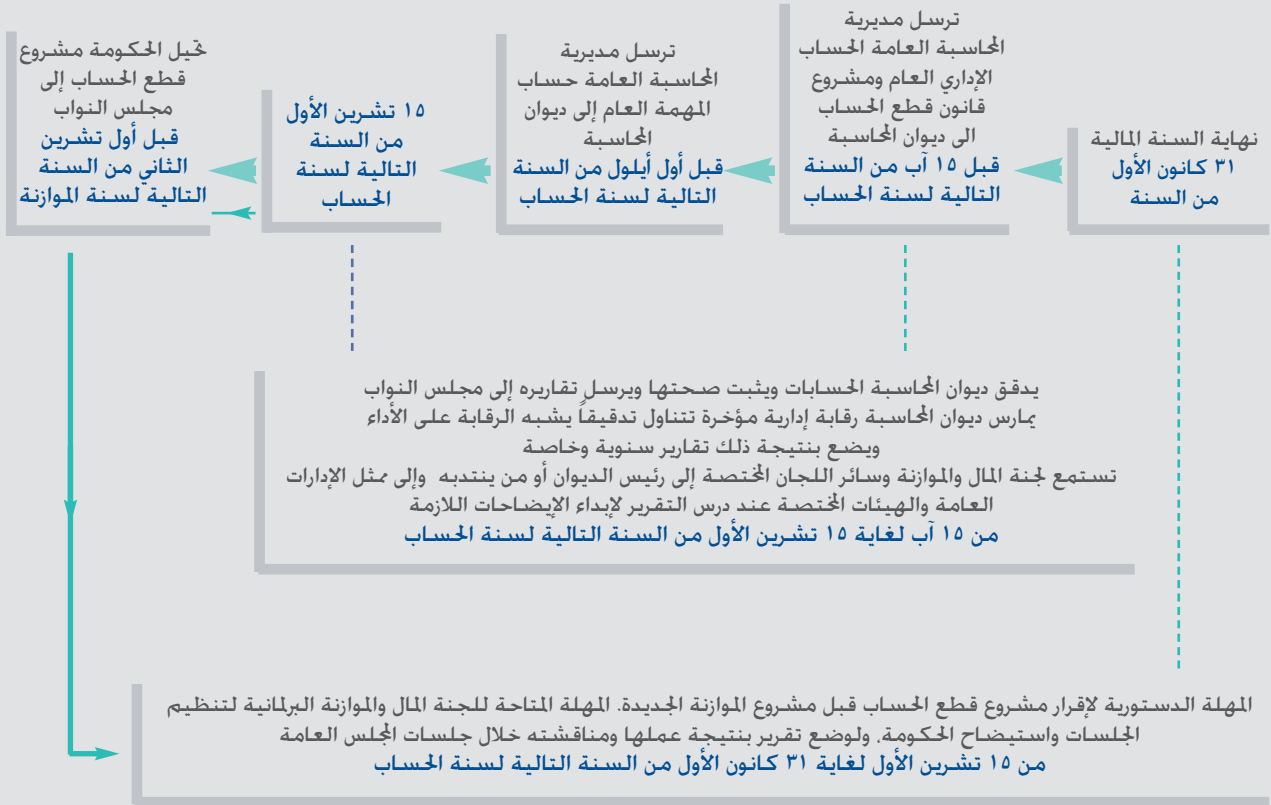 نهاية السنة المالية
٣١ كانون الأول
من السنة
ترسل مديرية
المحاسبة العامة الحساب
الإداري العام ومشروع
قانون قطع الحساب
الى ديوان المحاسبة
قبل ١٥ آب من السنة
التالية لسنة الحساب
ترسل مديرية
المحاسبة العامة حساب
المهمة العام إلى ديوان
المحاسبة
قبل أول أيلول من السنة
التالية لسنة الحساب
١٥ تشرين الأول
من السنة
التالية لسنة
الحساب
تحيل الحكومة مشروع
قطع الحساب إلى
مجلس النواب
قبل أول تشرين
الثاني من السنة
التالية لسنة الموازنة
يدقق ديوان المحاسبة الحسابات ويثبت صحتها ويرسل تقاريره إلى مجلس النواب
يمارس ديوان المحاسبة رقابة إدارية مؤخرة تتناول تدقيقاً يشبه الرقابة على الأداء
ويضع بنتيجة ذلك تقارير سنوية وخاصة
تستمع لجنة المال والموازنة وسائر اللجان المختصة إلى رئيس الديوان أو من ينتدبه وإلى ممثل الإدارات
العامة والهيئات المختصة عند درس التقرير لإبداء الإيضاحات اللازمة
من ١٥ آب لغاية ١٥ تشرين الأول من السنة التالية لسنة الحساب
المهلة الدستورية لإقرار مشروع قطع الحساب قبل مشروع الموازنة الجديدة. المهلة المتاحة للجنة المال والموازنة البرلمانية لتنظيم
الجلسات واستيضاح الحكومة، ولوضع تقرير بنتيجة عملها ومناقشته خلال جلسات المجلس العامة
من ١٥ تشرين الأول لغاية ٣١ كانون الأول من السنة التالية لسنة الحساب